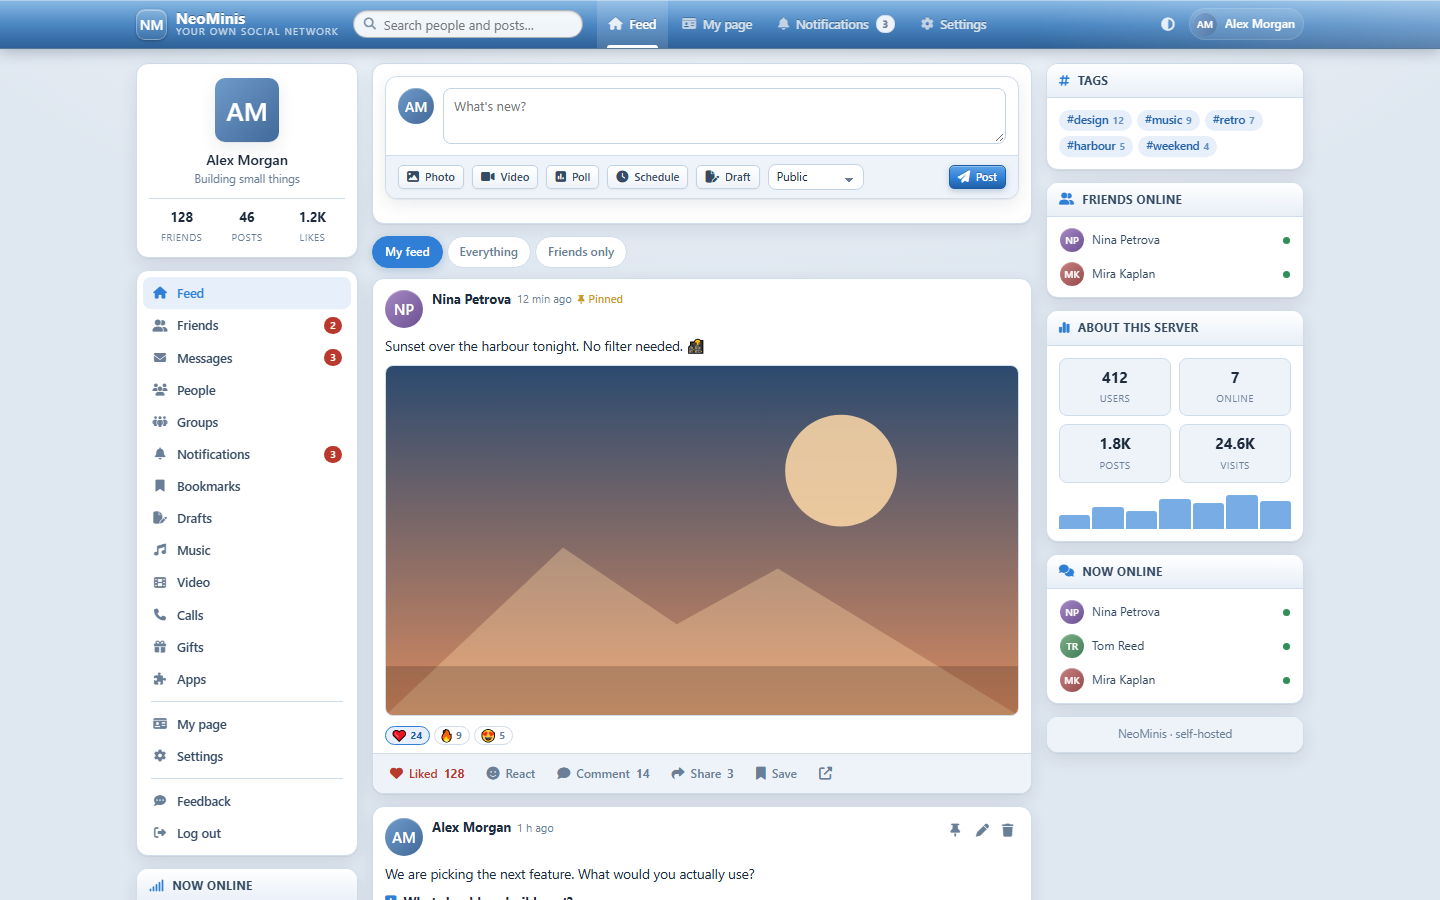 NM NeoMinis
YOUR OWN SOCIAL NETWORK
Search people and posts...
Feed
My page
Notifications 3
Settings
AM Alex Morgan
AM
Alex Morgan
Building small things
128 46 1.2K
FRIENDS POSTS LIKES
Feed
Friends 2
Messages 3
People
Groups
Notifications 3
Bookmarks
Drafts
Music
Video
Calls
Gifts
Apps
My page
Settings
Feedback
Log out
NOW ONLINE
AM What's new?
Photo Video Poll Schedule Draft Public Post
My feed Everything Friends only
NP Nina Petrova 12 min ago Pinned
Sunset over the harbour tonight. No filter needed.
24 9 5
Liked 128 React Comment 14 Share 3 Save
AM Alex Morgan 1 h ago
We are picking the next feature. What would you actually use?
# TAGS
#design 12 #music 9 #retro 7
#harbour 5 #weekend 4
FRIENDS ONLINE
NP Nina Petrova
MK Mira Kaplan
ABOUT THIS SERVER
412 7
USERS ONLINE
1.8K 24.6K
POSTS VISITS
NOW ONLINE
NP Nina Petrova
TR Tom Reed
MK Mira Kaplan
NeoMinis · self-hosted